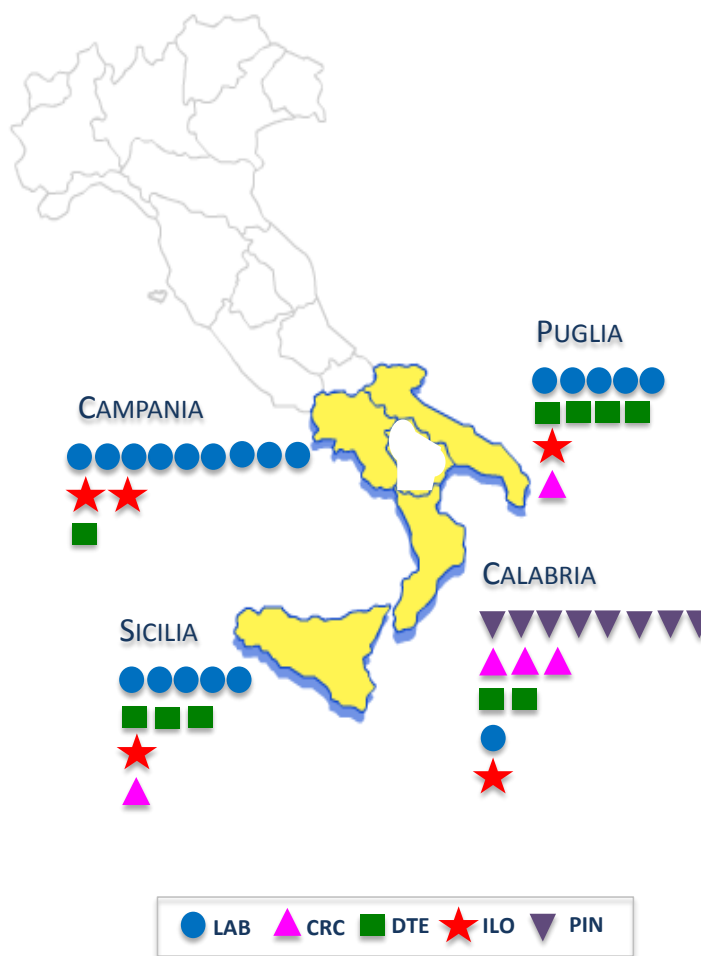 PUGLIA
CAMPANIA
CALABRIA
SICILIA
LAB CRC DTE ILO PIN